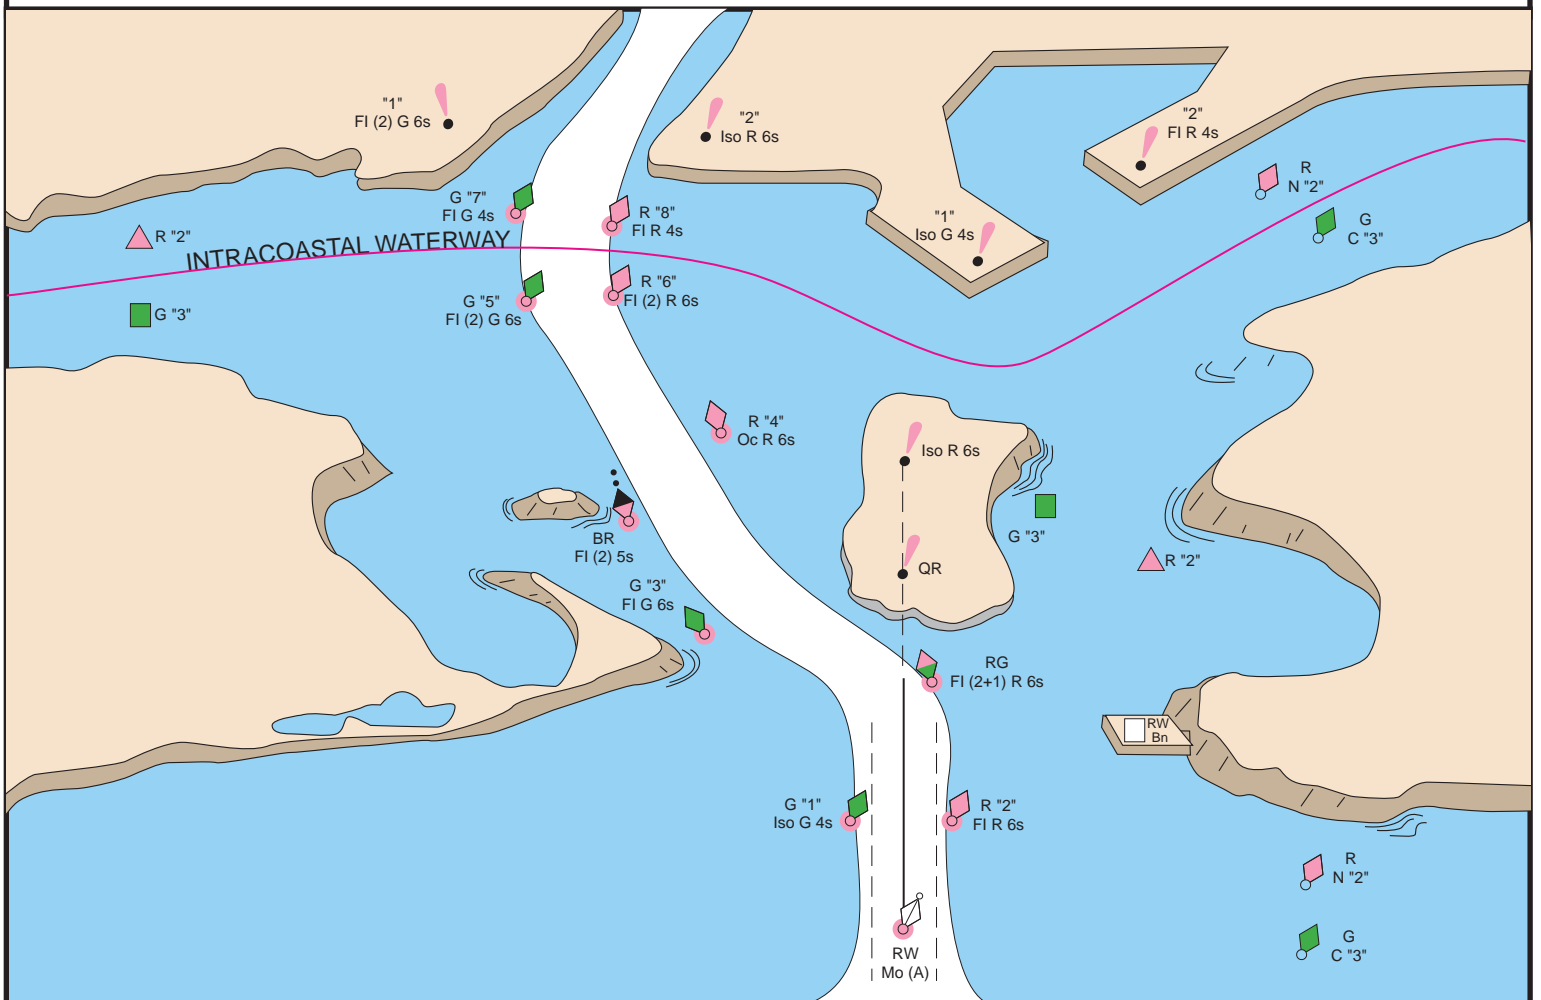 "1"
Fl (2) G 6s
"2"
Iso R 6s
"2"
Fl R 4s
R
N "2"
G "7"
Fl G 4s
R "8"
Fl R 4s
"1"
Iso G 4s
G
C "3"
R "2"
INTRACOASTAL WATERWAY
G "3"
G "5"
Fl (2) G 6s
R "6"
Fl (2) R 6s
R "4"
Oc R 6s
Iso R 6s
BR
Fl (2) 5s
G "3"
R "2"
QR
G "3"
Fl G 6s
RG
Fl (2+1) R 6s
RW
Bn
G "1"
Iso G 4s
R "2"
Fl R 6s
R
N "2"
G
C "3"
RW
Mo (A)